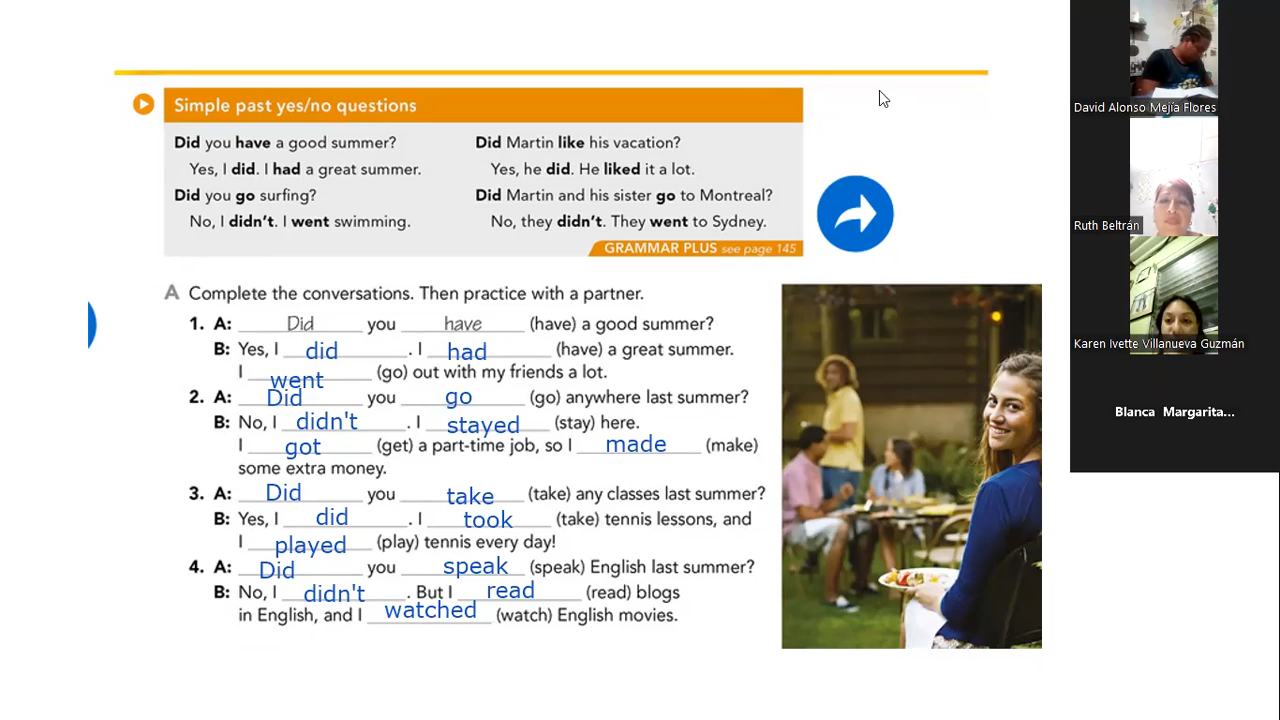 Simple past yes/no questions
Did you have a good summer?
Yes, I did. I had a great summer.
Did you go surfing?
No, I didn't. I went swimming.
Did Martin like his vacation?
Yes, he did. He liked it a lot.
Did Martin and his sister go to Montreal?
No, they didn't. They went to Sydney.
GRAMMAR PLUS see page 145
A Complete the conversations. Then practice with a partner.
1. A: Did you have (have) a good summer?
B: Yes, I did. I had (have) a great summer.
I went (go) out with my friends a lot.
2. A: Did you go (go) anywhere last summer?
B: No, I didn't. I stayed (stay) here.
I got (get) a part-time job, so I made (make)
some extra money.
3. A: Did you take (take) any classes last summer?
B: Yes, I did. I took (take) tennis lessons, and
I played (play) tennis every day!
4. A: Did you speak (speak) English last summer?
B: No, I didn't. But I read (read) blogs
in English, and I watched (watch) English movies.
David Alonso Mejía Flores
Ruth Beltrán
Karen Ivette Villanueva Guzmán
Blanca Margarita...